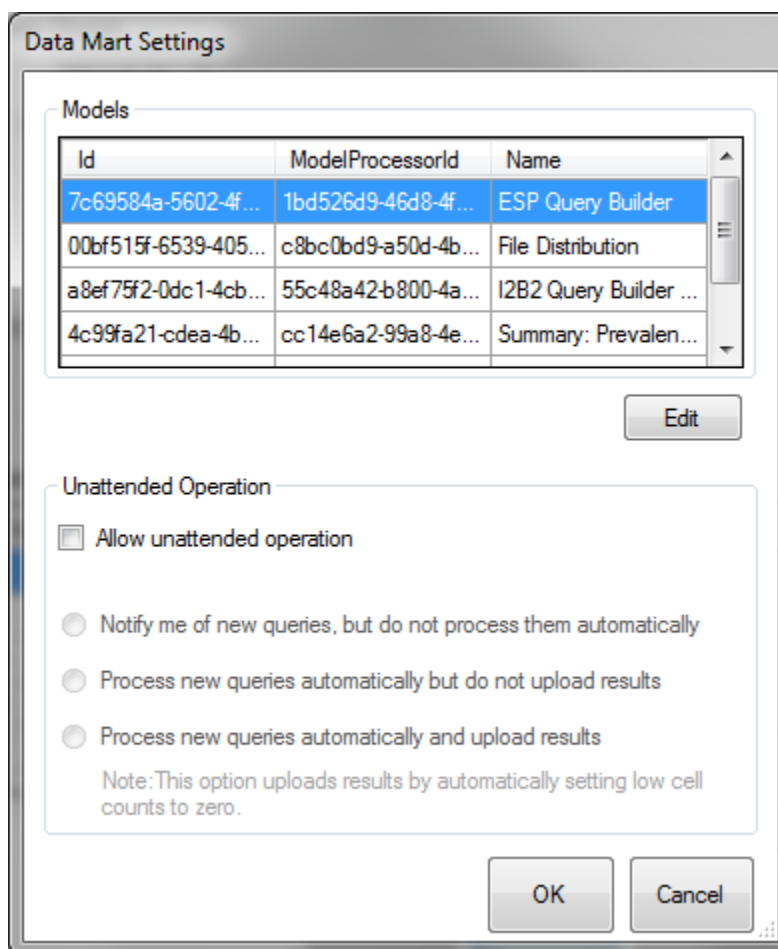 Data Mart Settings
Models
Id ModelProcessorId Name
7c69584a-5602-4f... 1bd526d9-46d8-4f... ESP Query Builder
00bf515f-6539-405... c8bc0bd9-a50d-4b... File Distribution
a8ef75f2-0dc1-4cb... 55c48a42-b800-4a... I2B2 Query Builder ...
4c99fa21-cdea-4b... cc14e6a2-99a8-4e... Summary: Prevalen...
Edit
Unattended Operation
Allow unattended operation
Notify me of new queries, but do not process them automatically
Process new queries automatically but do not upload results
Process new queries automatically and upload results
Note:This option uploads results by automatically setting low cell
counts to zero.
OK Cancel